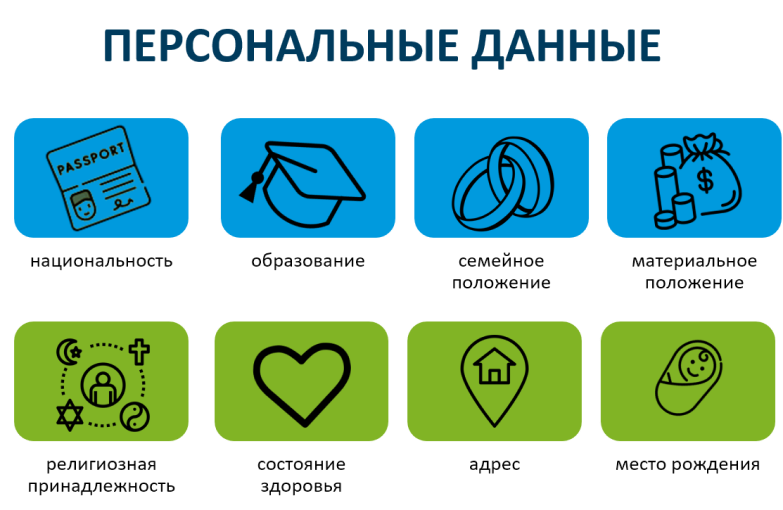 ПЕРСОНАЛЬНЫЕ ДАННЫЕ
PASSPORT
$
национальность
образование
семейное
положение
материальное
положение
религиозная
принадлежность
состояние
здоровья
адрес
место рождения